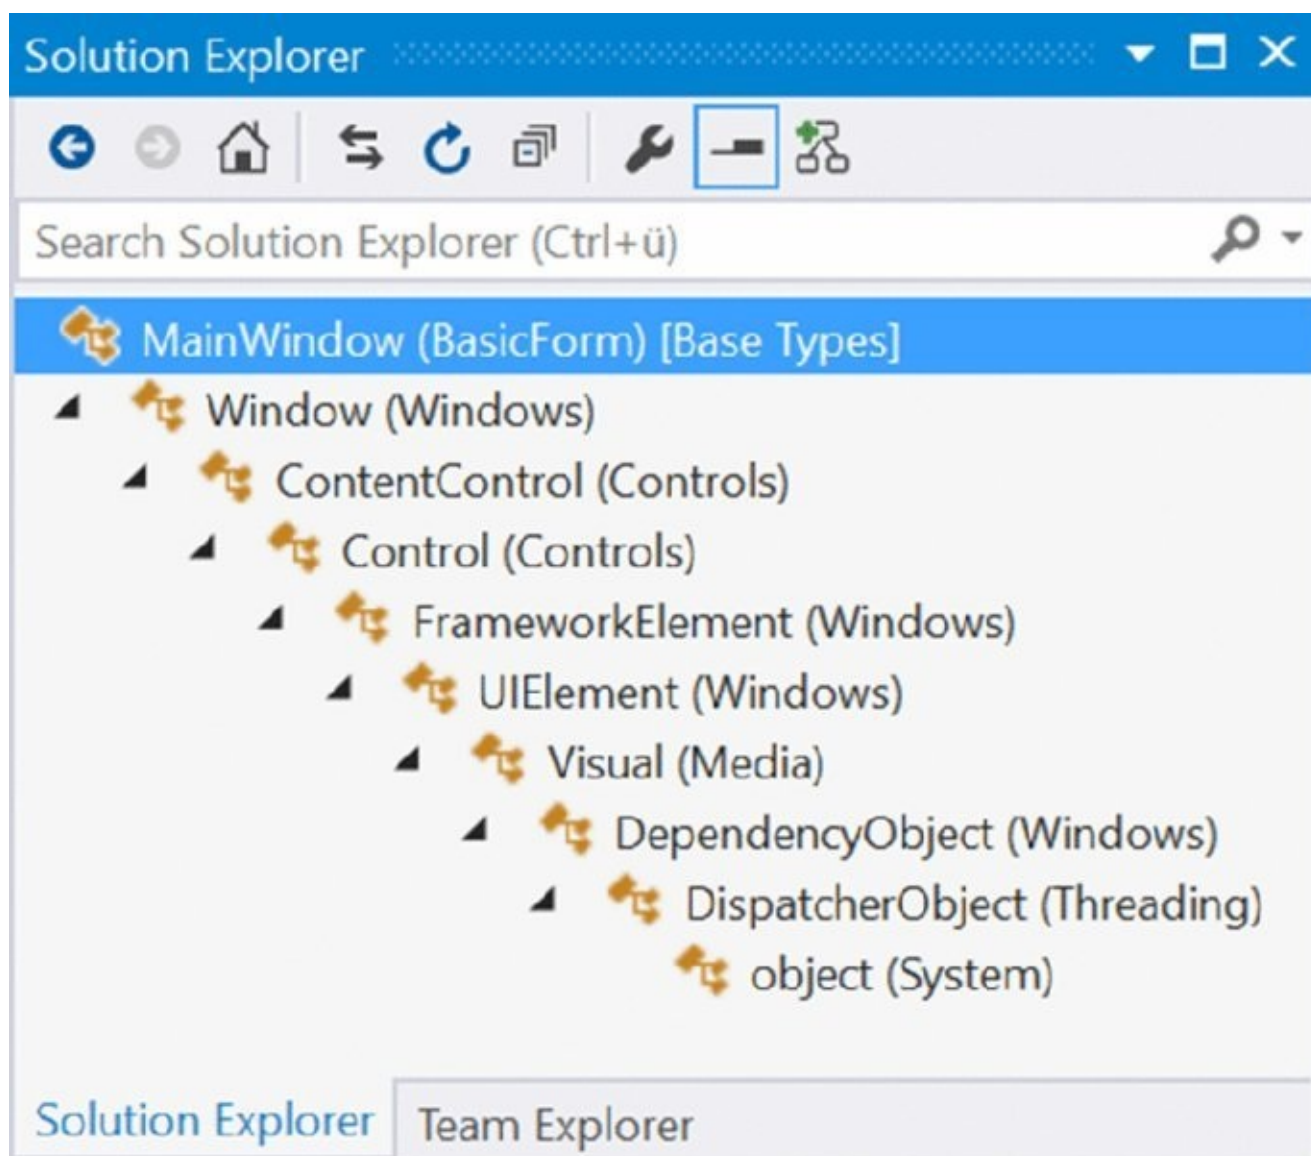 Solution Explorer
Search Solution Explorer (Ctrl+ü)
MainWindow (BasicForm) [Base Types]
Window (Windows)
ContentControl (Controls)
Control (Controls)
FrameworkElement (Windows)
UIElement (Windows)
Visual (Media)
DependencyObject (Windows)
DispatcherObject (Threading)
object (System)
Solution Explorer Team Explorer